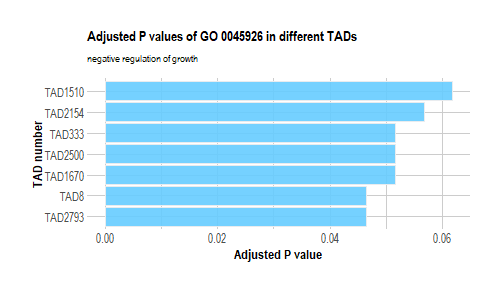 Adjusted P values of GO 0045926 in different TADs
negative regulation of growth
TAD1510
TAD2154
TAD333
TAD2500
TAD1670
TAD8
TAD2793
TAD number
0.00 0.02 0.04 0.06
Adjusted P value